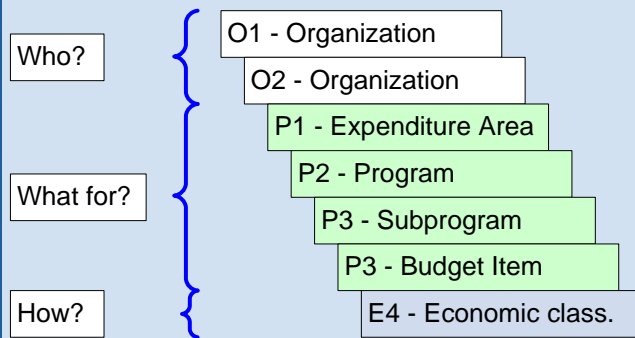 Who?
O1 - Organization
O2 - Organization
What for?
P1 - Expenditure Area
P2 - Program
P3 - Subprogram
P3 - Budget Item
How?
E4 - Economic class.